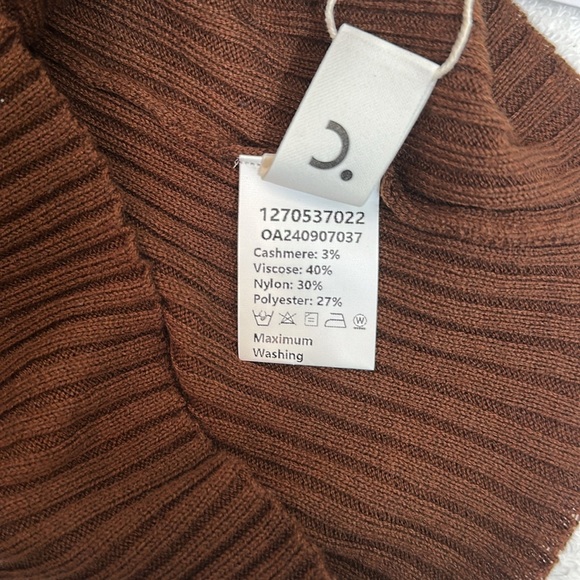 1270537022
OA240907037
Cashmere: 3%
Viscose: 40%
Nylon: 30%
Polyester: 27%
W
Maximum
Washing